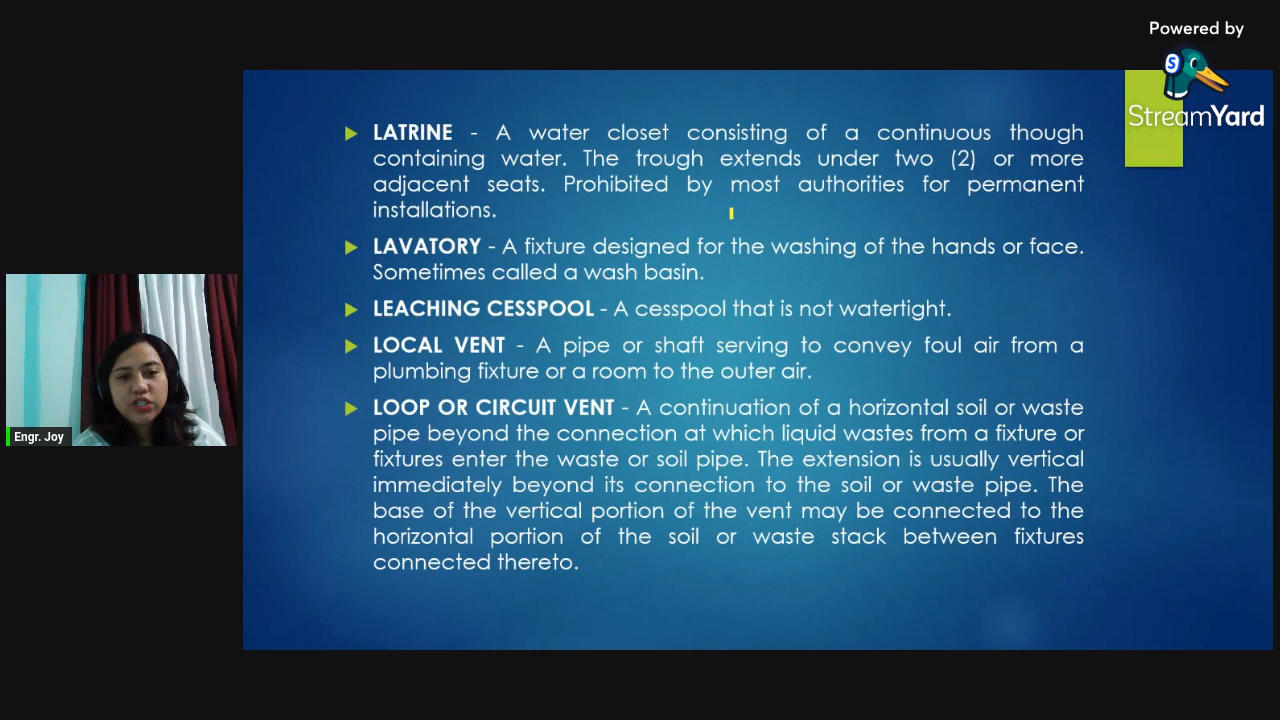 Powered by
StreamYard
LATRINE - A water closet consisting of a continuous though
containing water. The trough extends under two (2) or more
adjacent seats. Prohibited by most authorities for permanent
installations.
LAVATORY - A fixture designed for the washing of the hands or face.
Sometimes called a wash basin.
LEACHING CESSPOOL - A cesspool that is not watertight.
LOCAL VENT - A pipe or shaft serving to convey foul air from a
plumbing fixture or a room to the outer air.
LOOP OR CIRCUIT VENT - A continuation of a horizontal soil or waste
pipe beyond the connection at which liquid wastes from a fixture or
fixtures enter the waste or soil pipe. The extension is usually vertical
immediately beyond its connection to the soil or waste pipe. The
base of the vertical portion of the vent may be connected to the
horizontal portion of the soil or waste stack between fixtures
connected thereto.
Engr. Joy